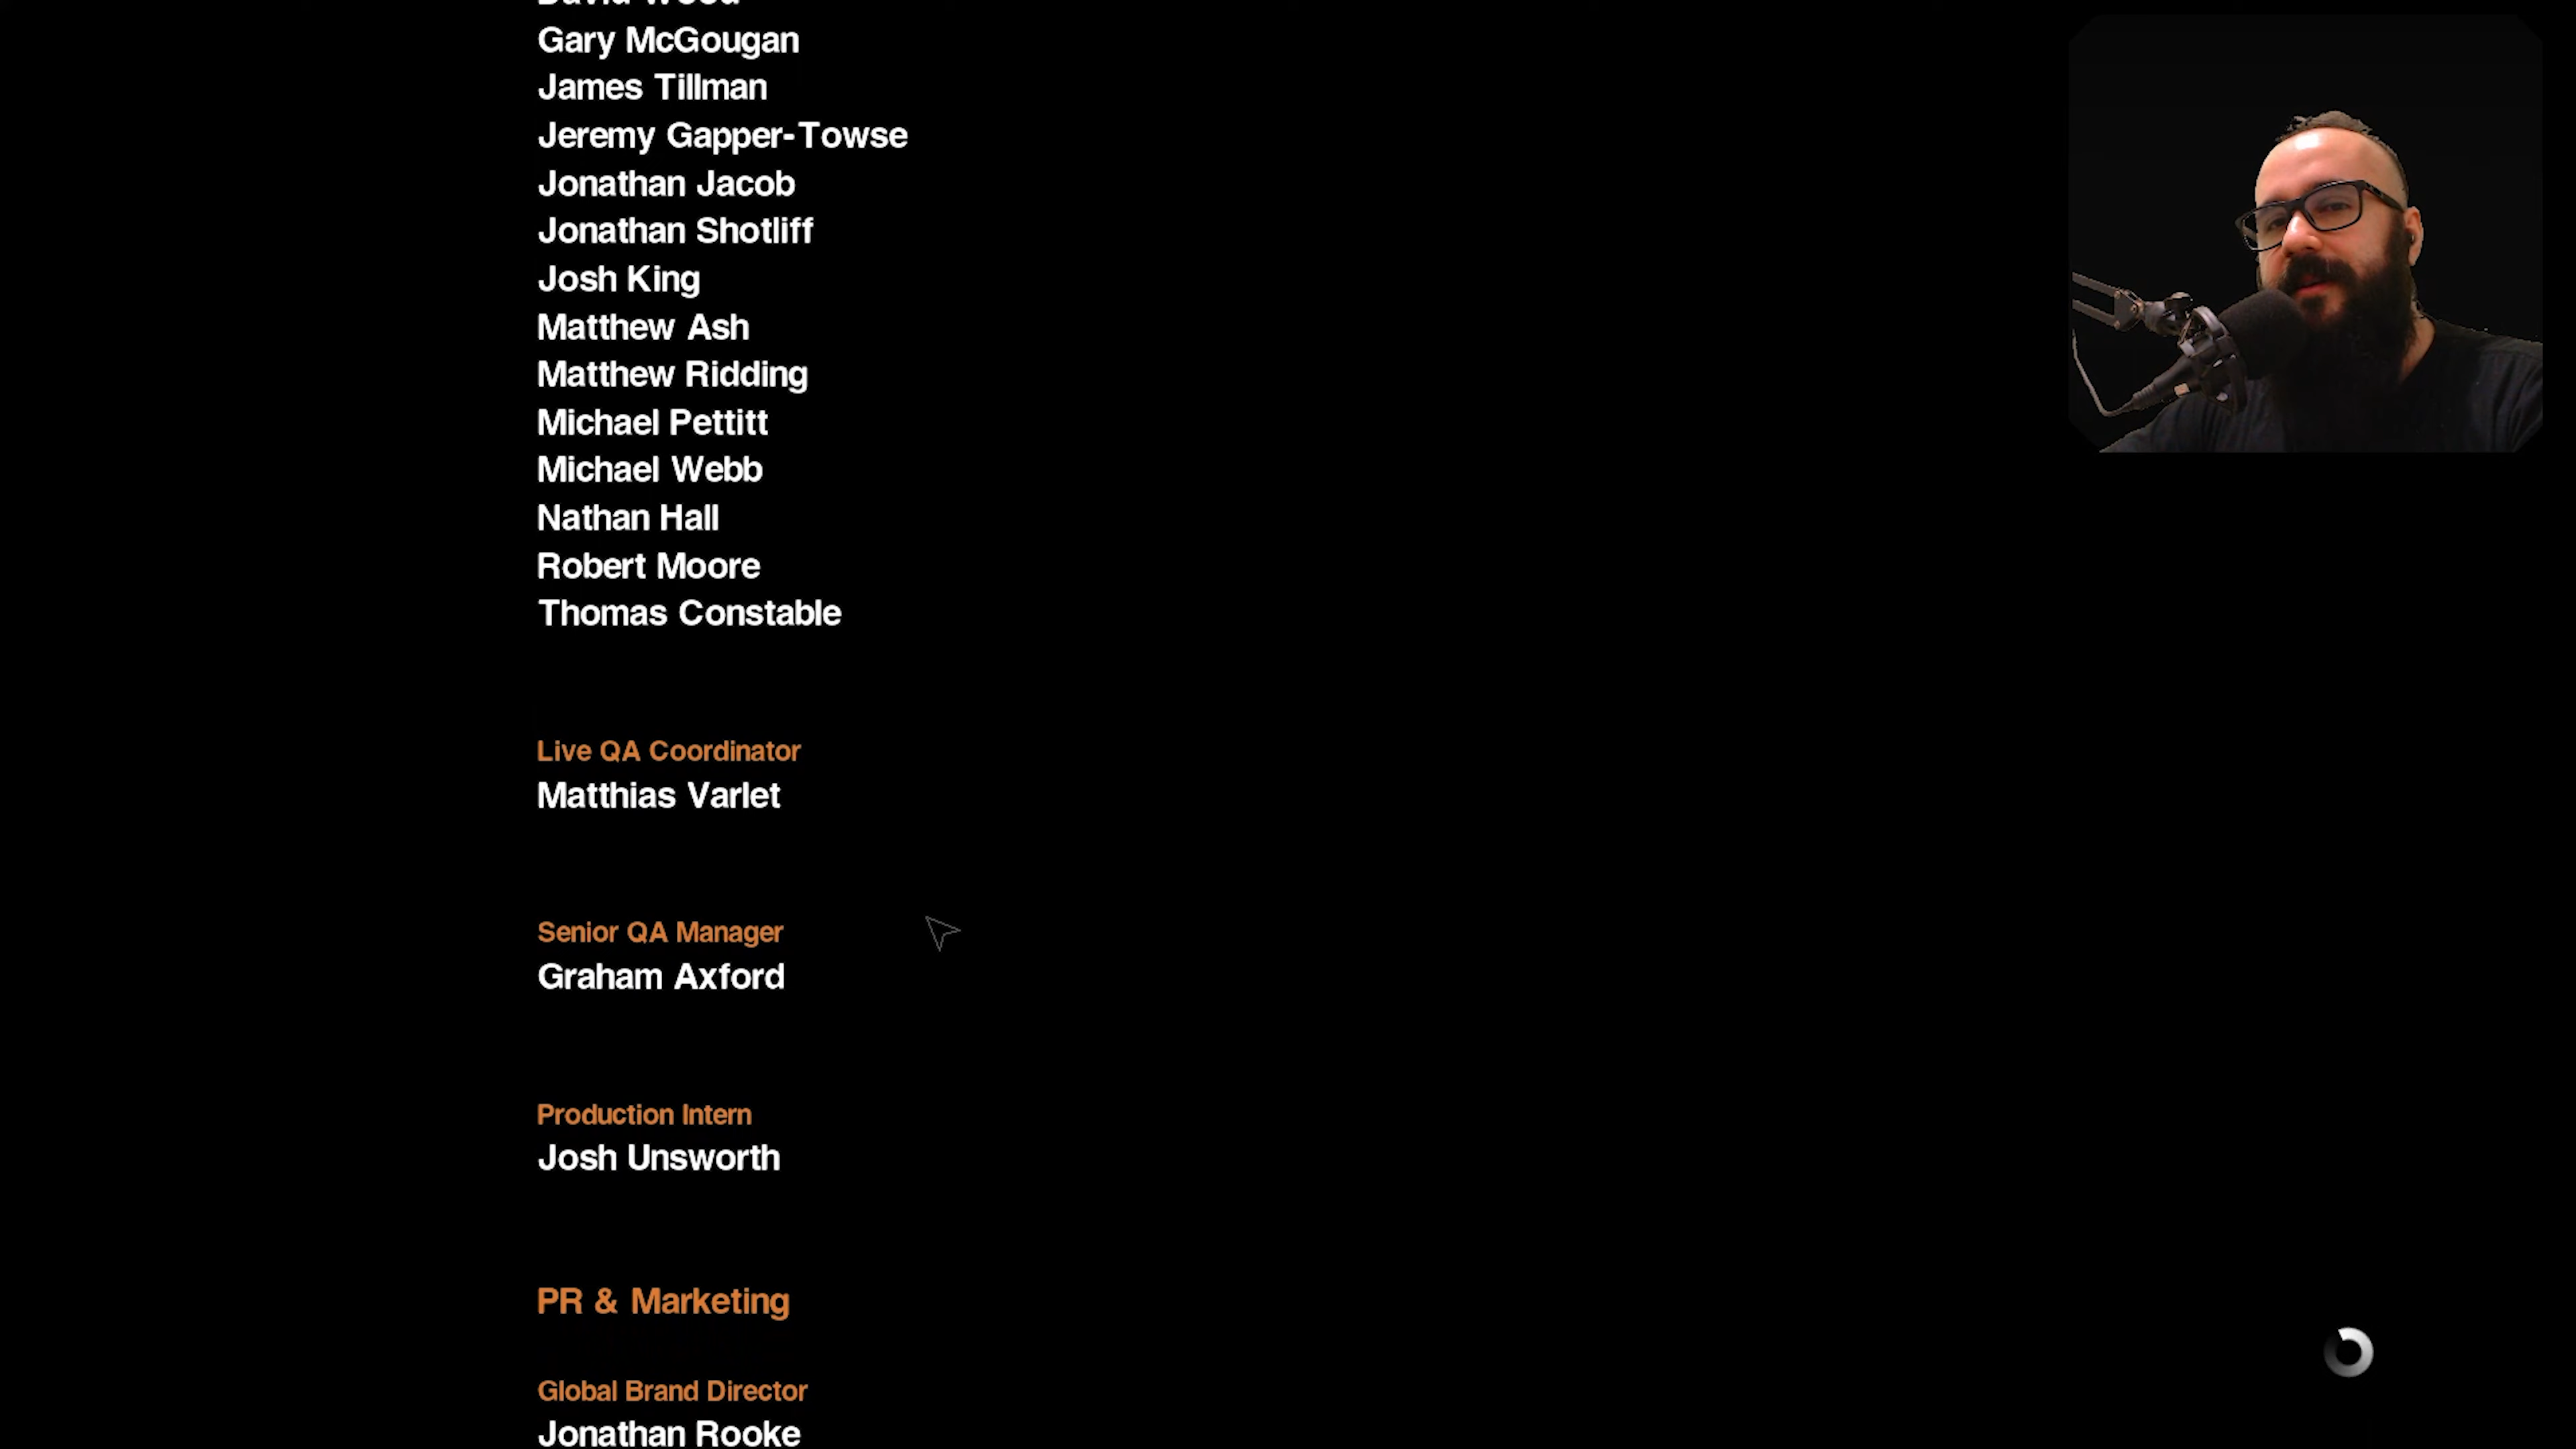 Gary McGougan
James Tillman
Jeremy Gapper-Towse
Jonathan Jacob
Jonathan Shotliff
Josh King
Matthew Ash
Matthew Ridding
Michael Pettitt
Michael Webb
Nathan Hall
Robert Moore
Thomas Constable
Live QA Coordinator
Matthias Varlet
Senior QA Manager
Graham Axford
Production Intern
Josh Unsworth
PR & Marketing
Global Brand Director
Jonathan Rooke